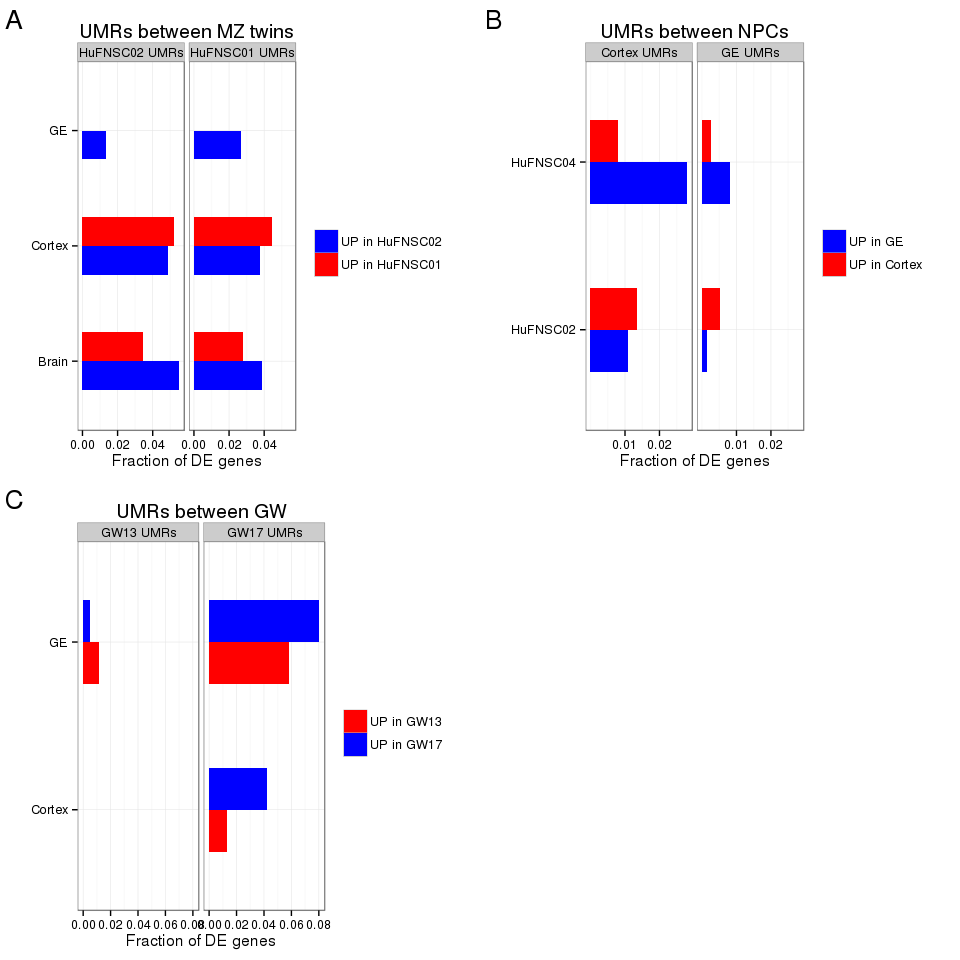 A
UMRs between MZ twins
HuFNSC02 UMRs HuFNSC01 UMRs
GE
Cortex
Brain
0.00 0.02 0.04 0.00 0.02 0.04
Fraction of DE genes
UP in HuFNSC02
UP in HuFNSC01
B
UMRs between NPCs
Cortex UMRs GE UMRs
HuFNSC04
HuFNSC02
0.01 0.02 0.01 0.02
Fraction of DE genes
UP in GE
UP in Cortex
C
UMRs between GW
GW13 UMRs GW17 UMRs
GE
Cortex
0.00 0.02 0.04 0.06 0.08 0.00 0.02 0.04 0.06 0.08
Fraction of DE genes
UP in GW13
UP in GW17